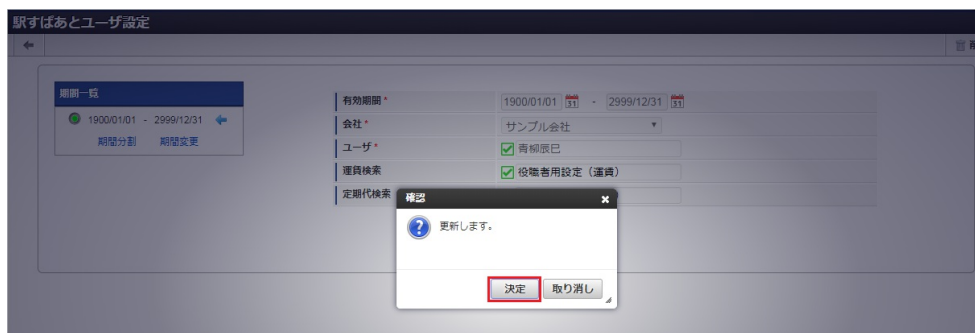 駅すぱあとユーザ設定
期間一覧
1900/01/01 - 2999/12/31
期間分割 期間変更
有効期間 * 1900/01/01 31 - 2999/12/31 31
会社 * サンプル会社
ユーザ * 青柳辰巳
運賃検索 役職者用設定（運賃）
定期代検索
確認
更新します。
決定 取り消し